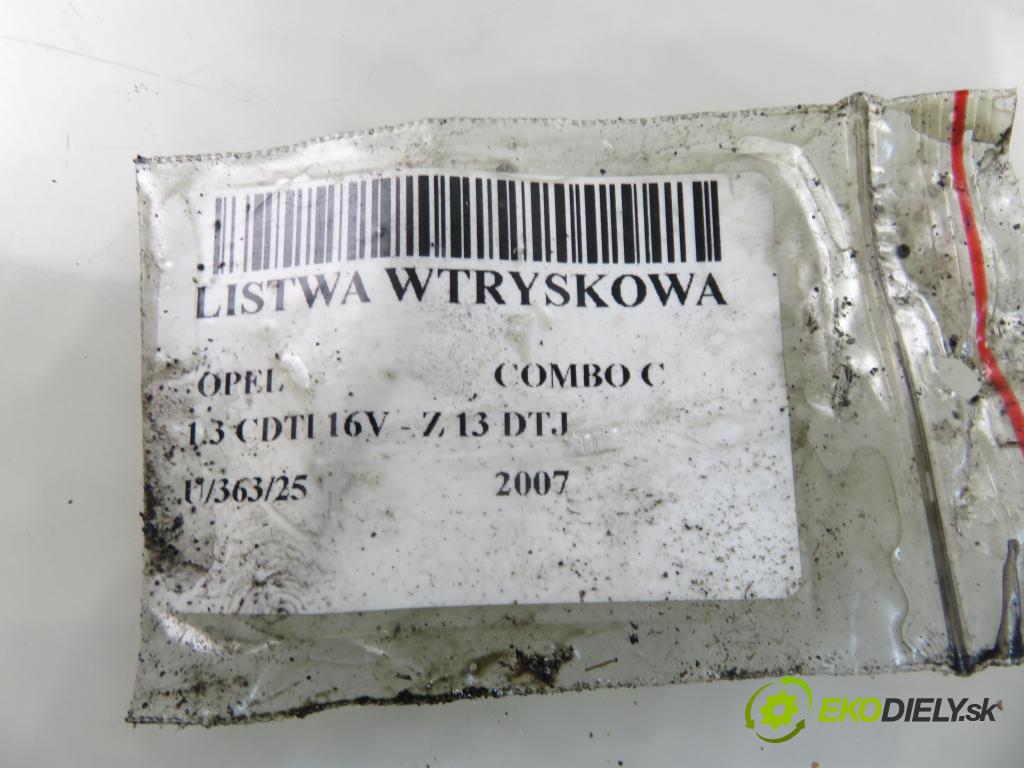 LISTWA WTRYSKOWA
OPEL COMBO C
1.3 CDTI 16V - Z 13 DTJ
U/363/25 2007
EKODIELY.sk